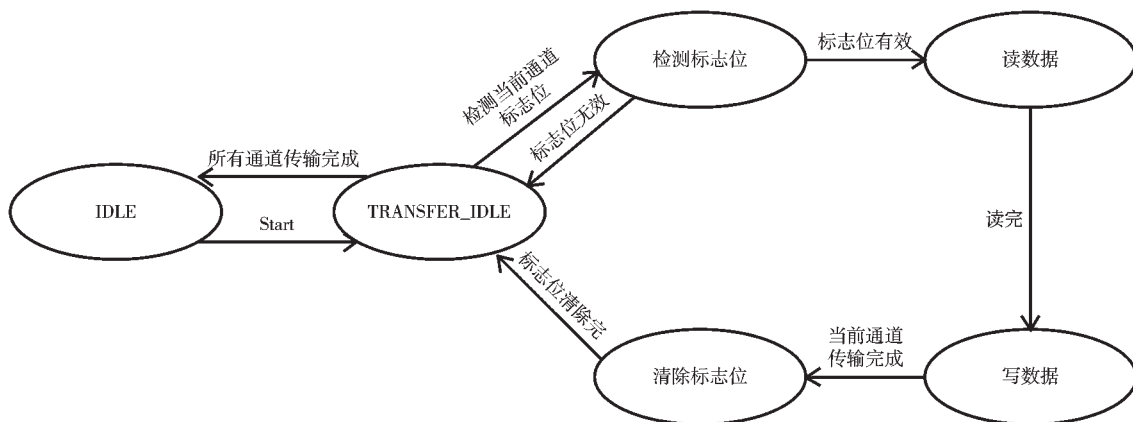 检测标志位
标志位有效
读数据
检测当前通道
标志位
标志位无效
所有通道传输完成
IDLE
Start
TRANSFER_IDLE
读完
标志位清除完
清除标志位
当前通道
传输完成
写数据